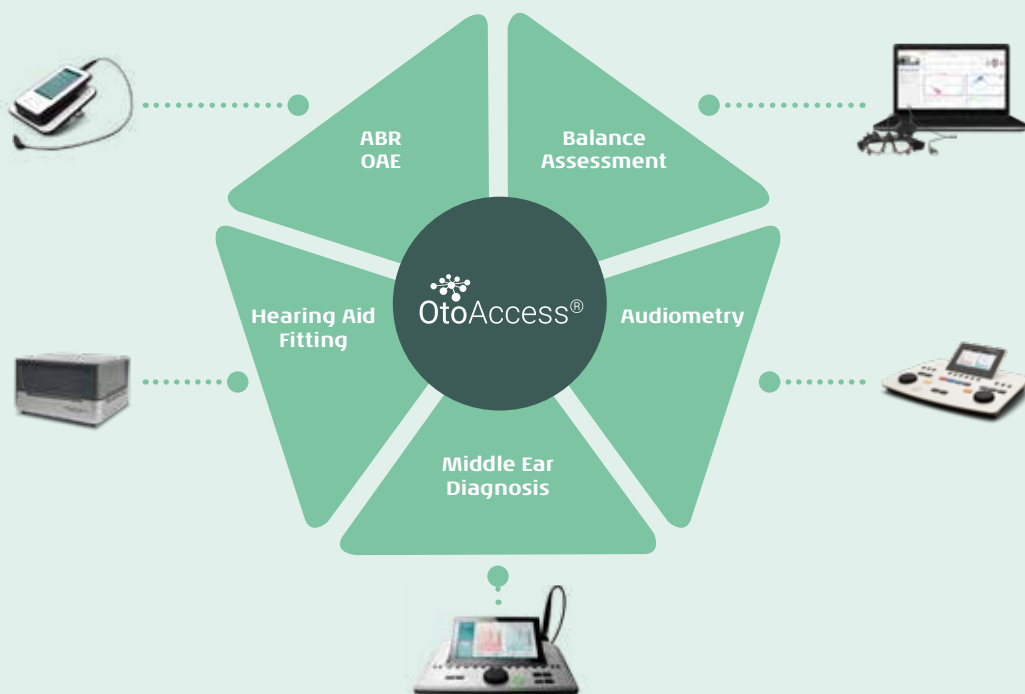 ABR
OAE
Balance
Assessment
Hearing Aid
Fitting
OtoAccess®
Audiometry
Middle Ear
Diagnosis